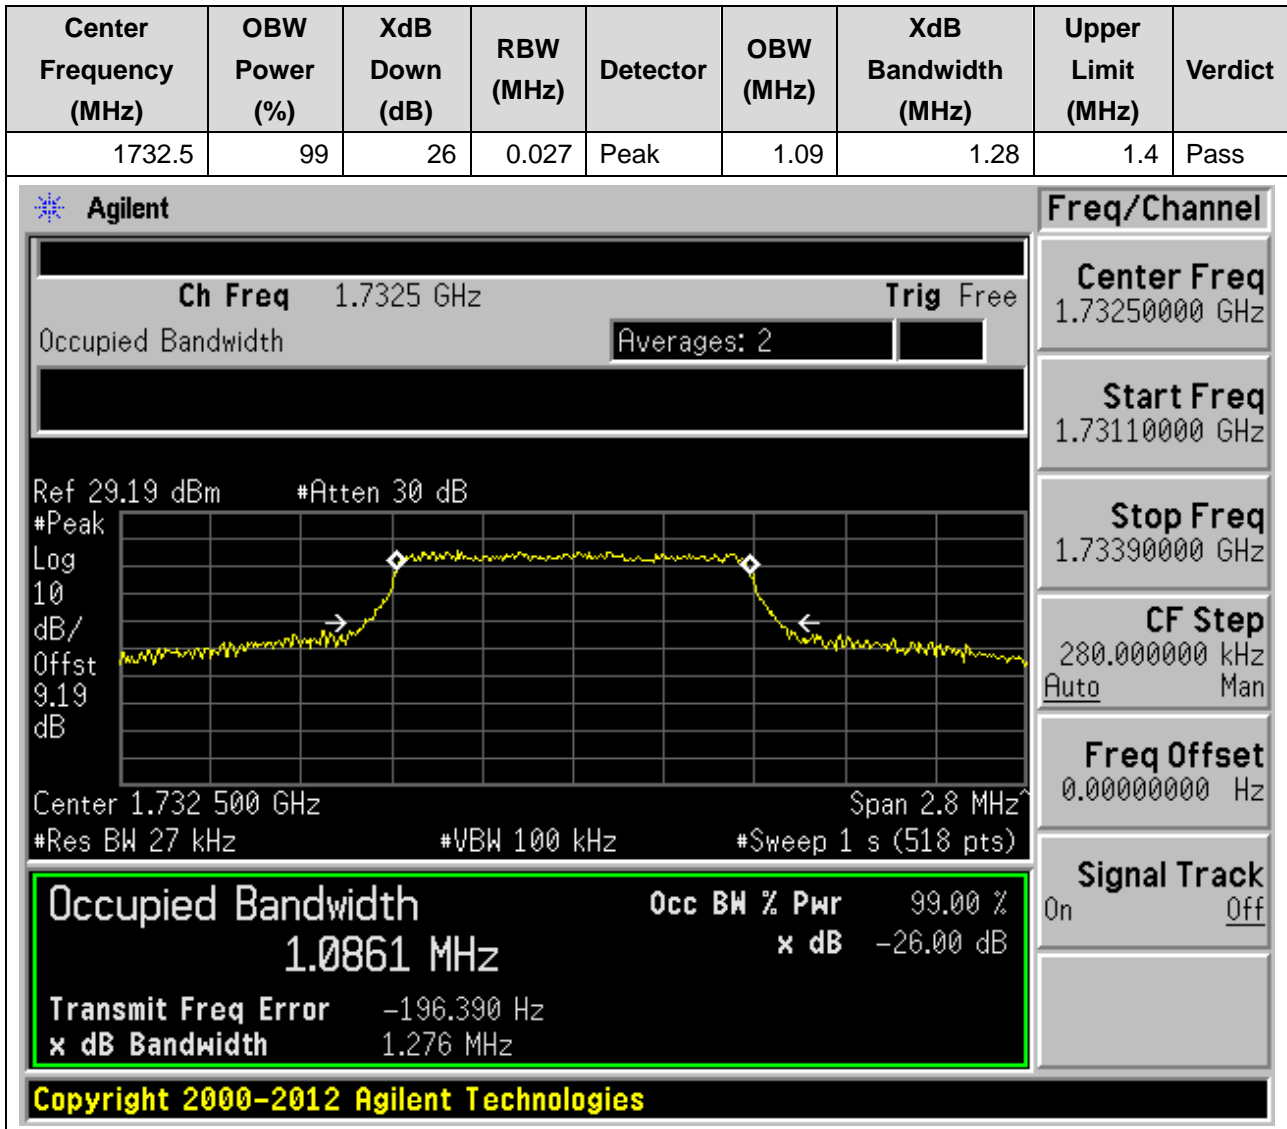 Center Frequency (MHz) OBW Power (%) XdB Down (dB) RBW (MHz) Detector OBW (MHz) XdB Bandwidth (MHz) Upper Limit (MHz) Verdict
1732.5 99 26 0.027 Peak 1.09 1.28 1.4 Pass
Agilent
Freq/Channel
Ch Freq 1.7325 GHz Trig Free
Occupied Bandwidth Averages: 2
Center Freq
1.73250000 GHz
Start Freq
1.73110000 GHz
Stop Freq
1.73390000 GHz
CF Step
280.000000 kHz
Auto Man
Freq Offset
0.00000000 Hz
Signal Track
On Off
Ref 29.19 dBm #Atten 30 dB
#Peak
Log
10
dB/
Offst
9.19
dB
Center 1.732 500 GHz Span 2.8 MHz^
#Res BW 27 kHz #VBW 100 kHz #Sweep 1 s (518 pts)
Occupied Bandwidth Occ BW % Pwr 99.00 %
1.0861 MHz x dB -26.00 dB
Transmit Freq Error -196.390 Hz
x dB Bandwidth 1.276 MHz
Copyright 2000-2012 Agilent Technologies